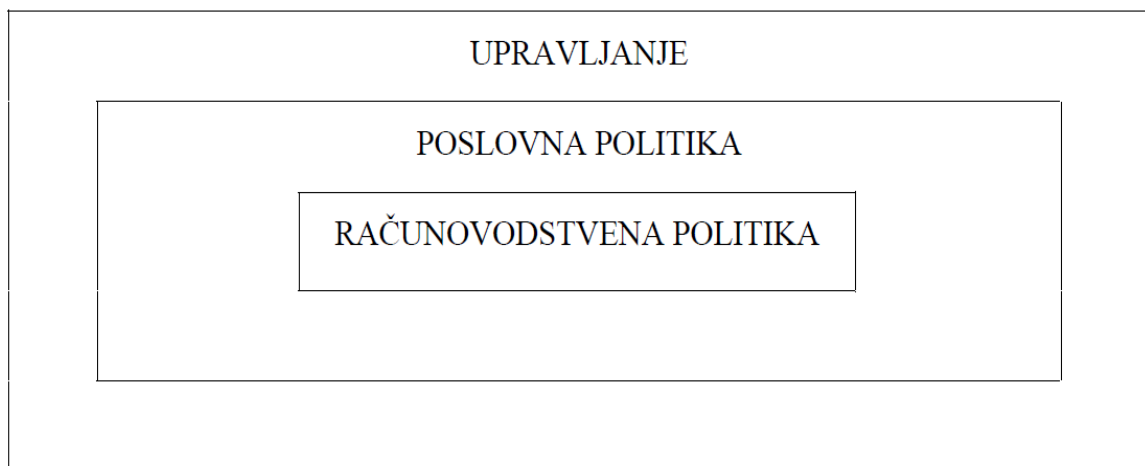 UPRAVLJANJE
POSLOVNA POLITIKA
RAČUNOVODSTVENA POLITIKA